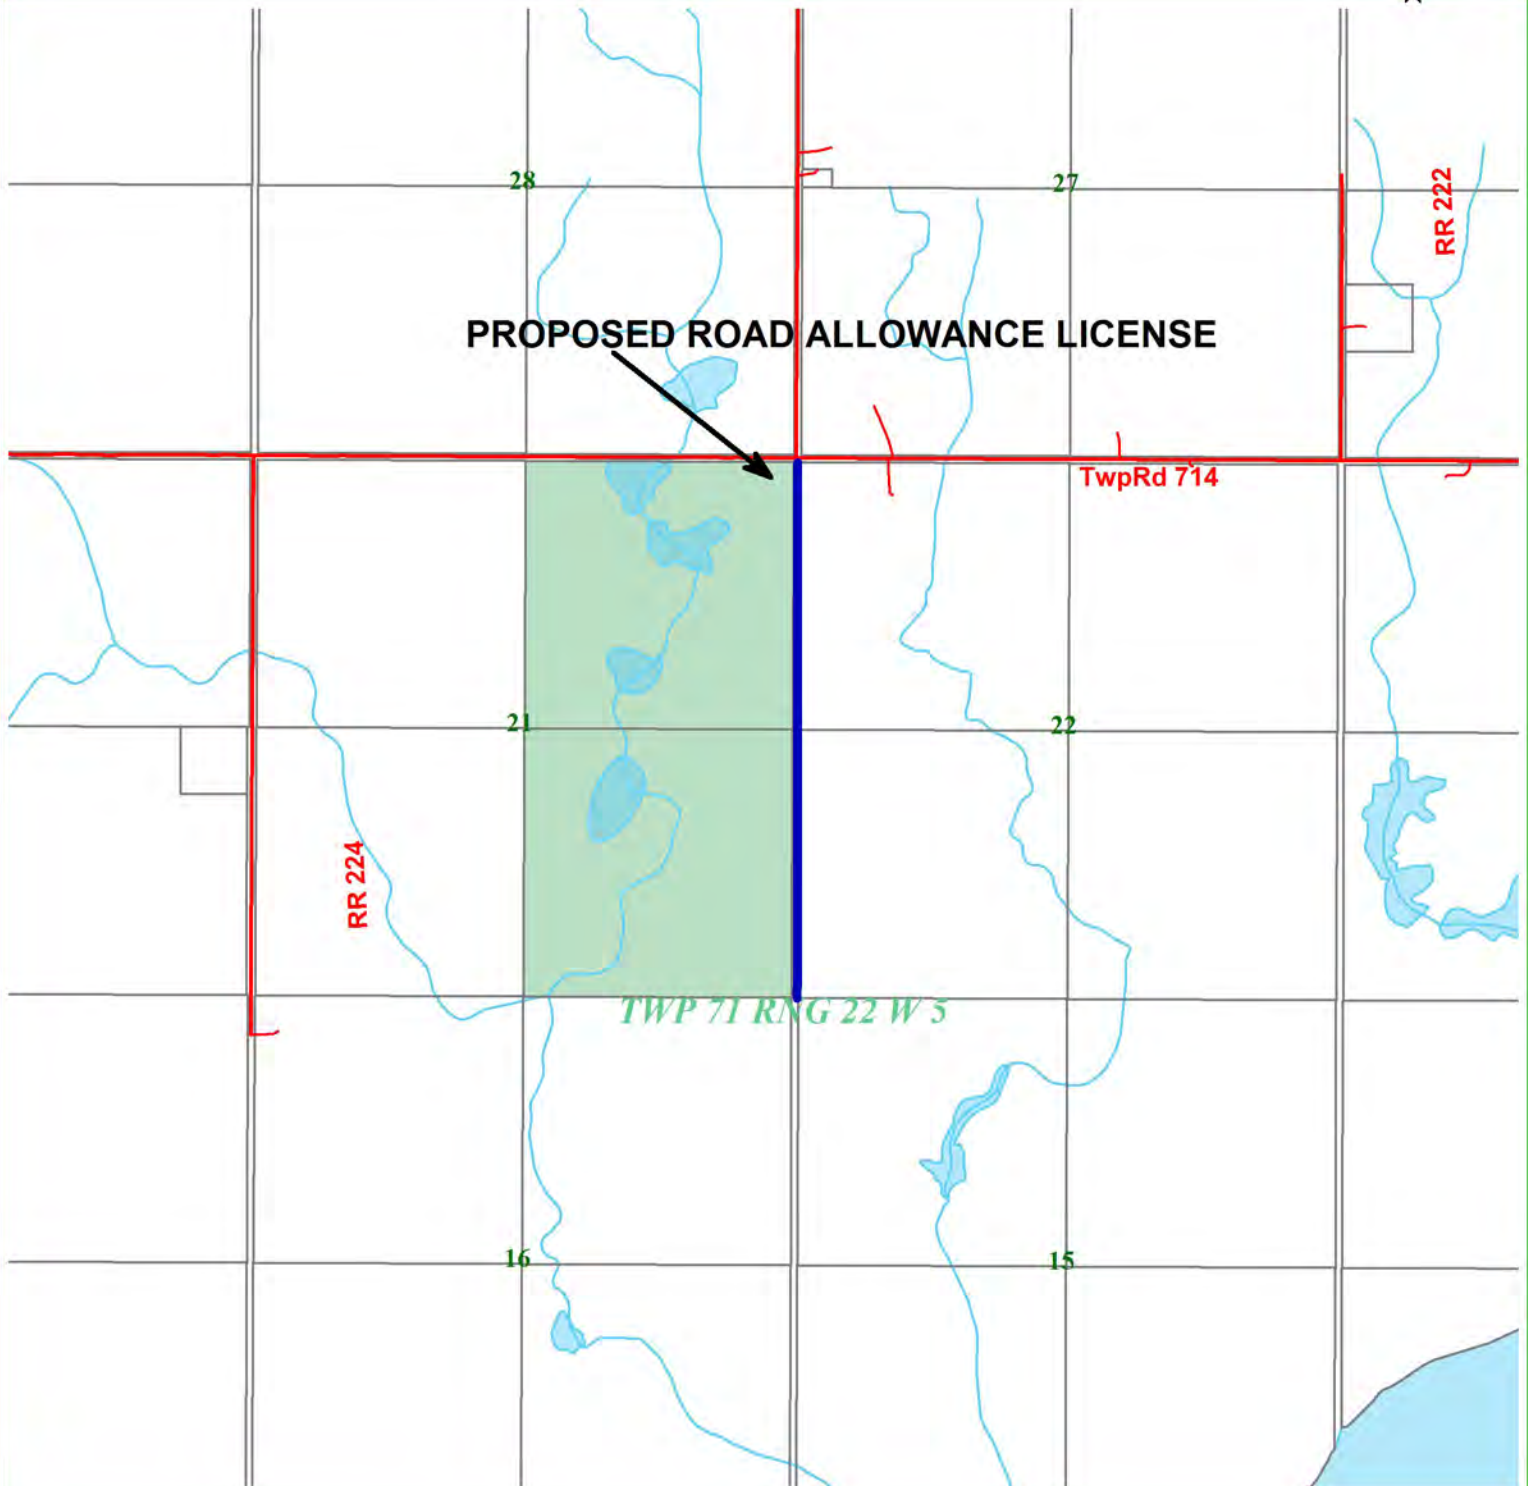 28
27
RR 222
PROPOSED ROAD ALLOWANCE LICENSE
TwpRd 714
21
22
RR 224
TWP 71 RNG 22 W 5
16
15